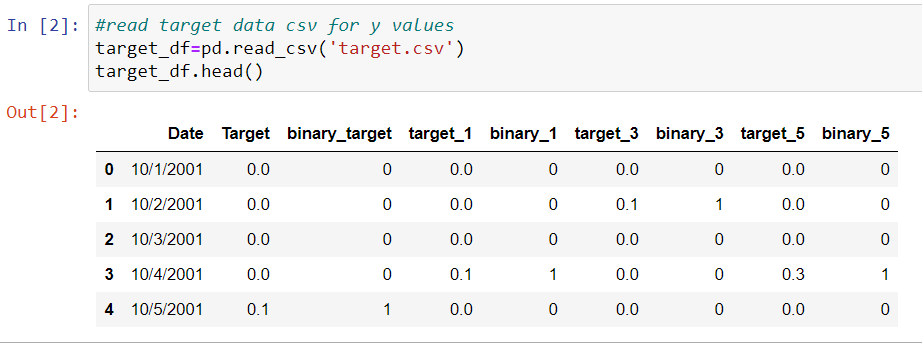 In [2]: #read target data csv for y values
target_df=pd.read_csv('target.csv')
target_df.head()
Out[2]:
Date Target binary_target target_1 binary_1 target_3 binary_3 target_5 binary_5
0 10/1/2001 0.0 0 0.0 0 0.0 0 0.0 0
1 10/2/2001 0.0 0 0.0 0 0.1 1 0.0 0
2 10/3/2001 0.0 0 0.0 0 0.0 0 0.0 0
3 10/4/2001 0.0 0 0.1 1 0.0 0 0.3 1
4 10/5/2001 0.1 1 0.0 0 0.0 0 0.0 0